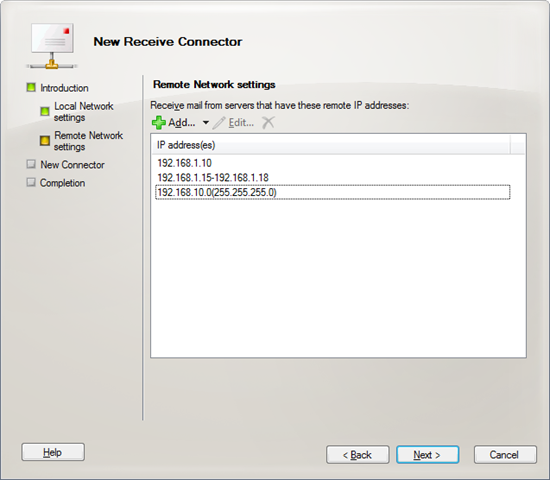 New Receive Connector
Introduction
Local Network
settings
Remote Network
settings
New Connector
Completion
Remote Network settings
Receive mail from servers that have these remote IP addresses:
Add... Edit...
IP address(es)
192.168.1.10
192.168.1.15-192.168.1.18
192.168.10.0(255.255.255.0)
Help < Back Next > Cancel